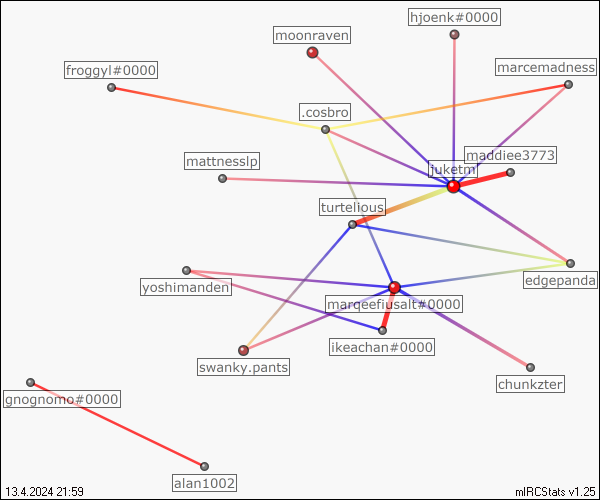 hjoenk#0000
moonraven
froggyl#0000
marcemadness
.cosbro
maddiee3773
mattnesslp
juketm
turtelious
edgepanda
yoshimanden
marqeefiusalt#0000
ikeachan#0000
swanky.pants
chunkzter
gnognomo#0000
alan1002
13.4.2024 21:59
mIRCStats v1.25